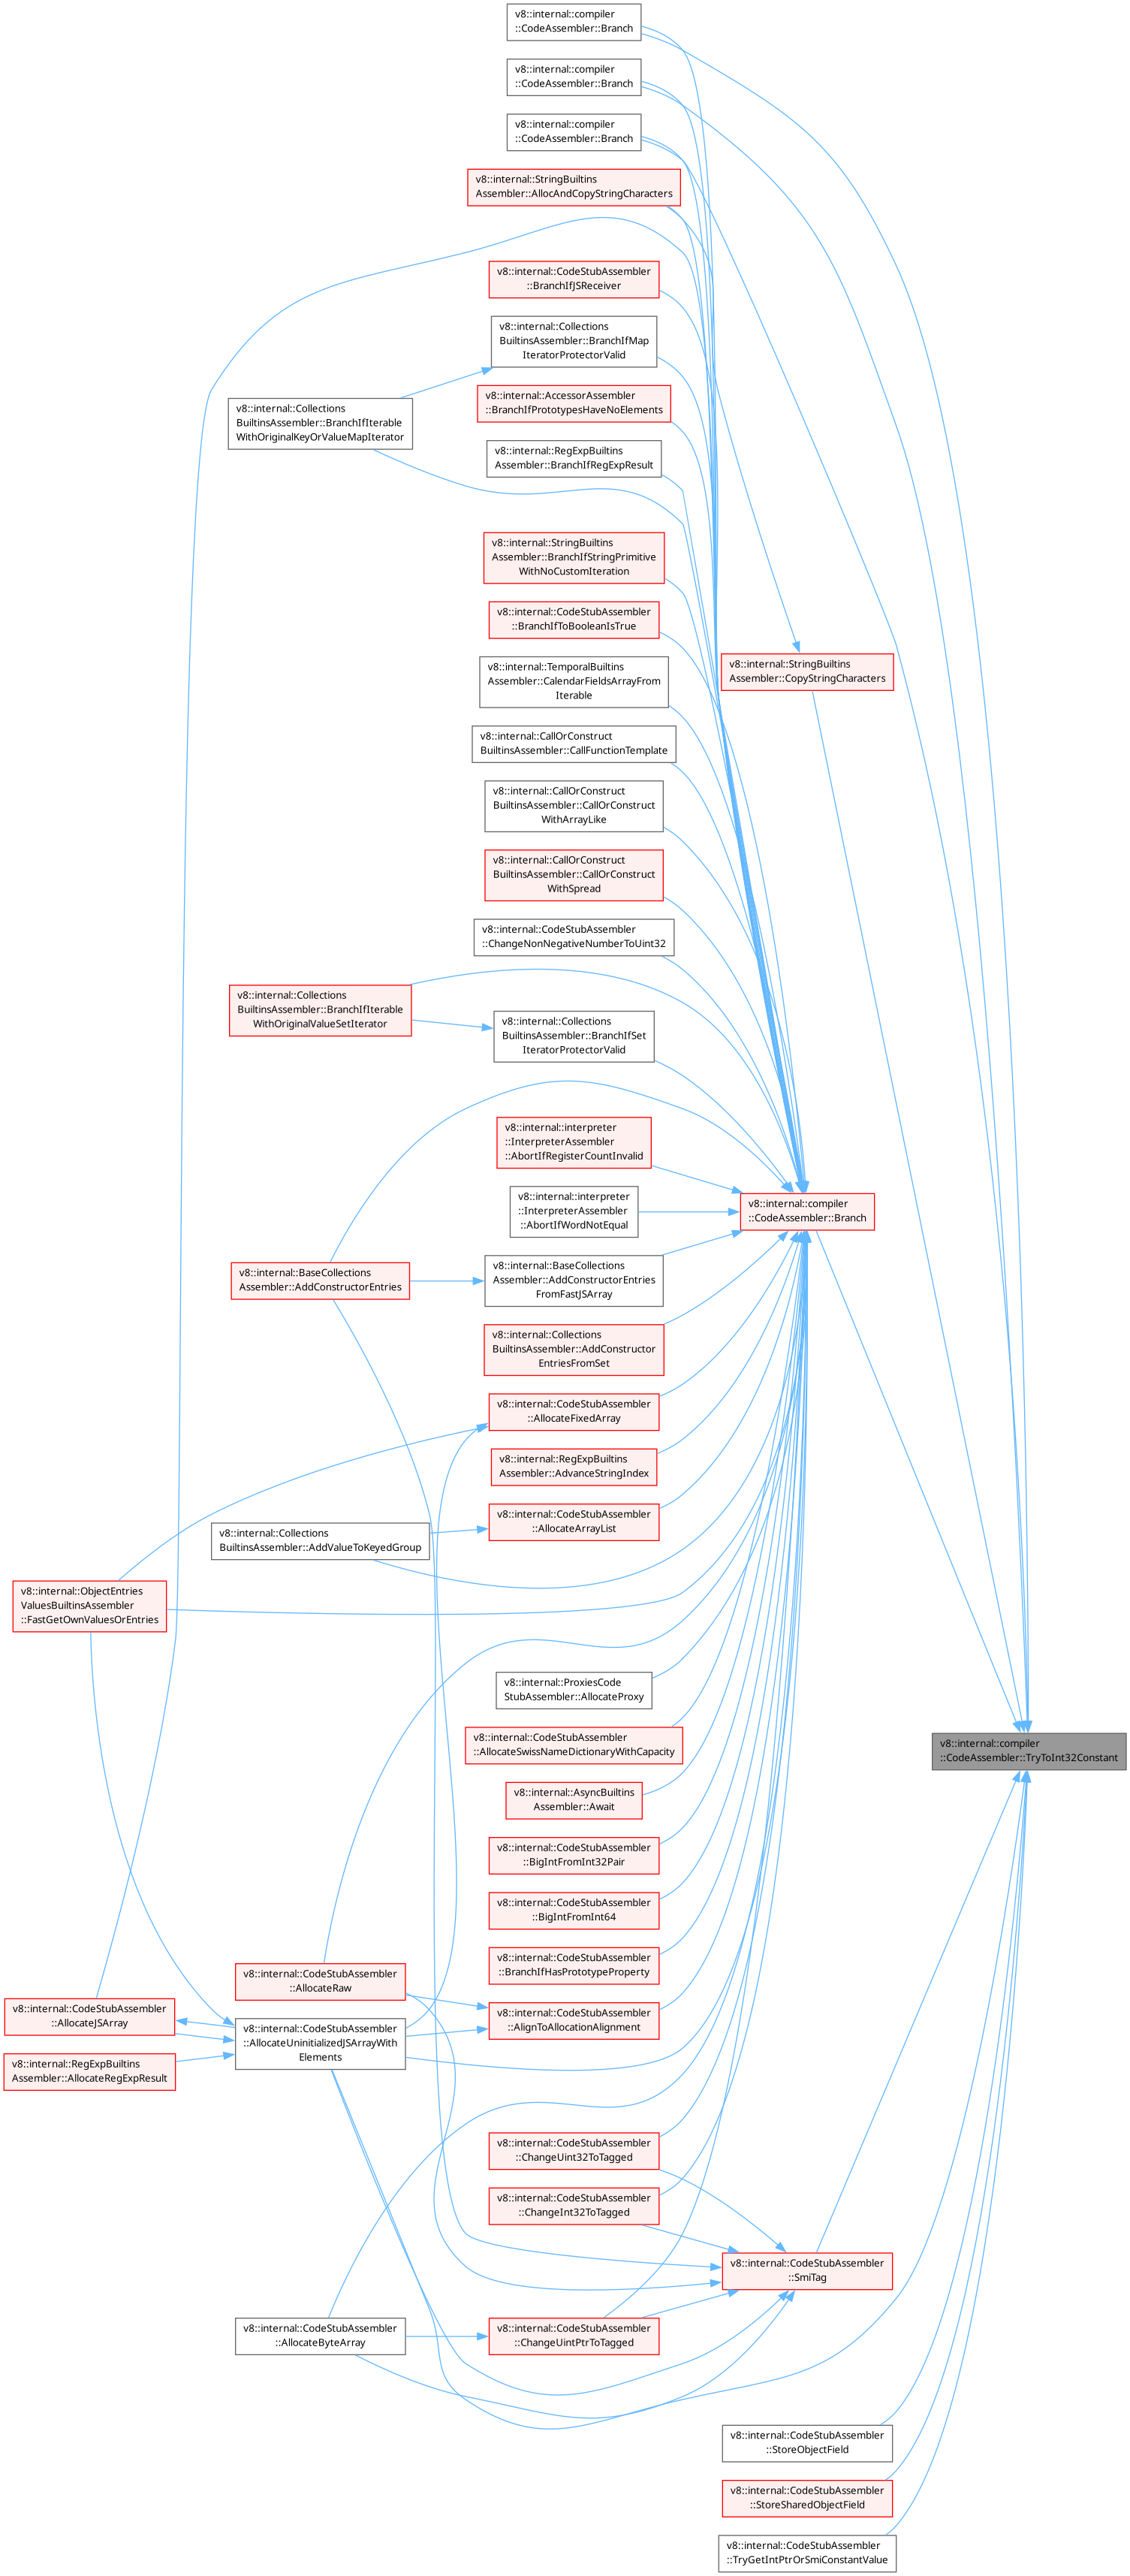 v8::internal::compiler
::CodeAssembler::Branch
v8::internal::compiler
::CodeAssembler::Branch
v8::internal::compiler
::CodeAssembler::Branch
v8::internal::StringBuiltins
Assembler::AllocAndCopyStringCharacters
v8::internal::CodeStubAssembler
::BranchIfJSReceiver
v8::internal::Collections
BuiltinsAssembler::BranchIfMap
IteratorProtectorValid
v8::internal::AccessorAssembler
::BranchIfPrototypesHaveNoElements
v8::internal::Collections
BuiltinsAssembler::BranchIfIterable
WithOriginalKeyOrValueMapIterator
v8::internal::RegExpBuiltins
Assembler::BranchIfRegExpResult
v8::internal::StringBuiltins
Assembler::BranchIfStringPrimitive
WithNoCustomIteration
v8::internal::CodeStubAssembler
::BranchIfToBooleanIsTrue
v8::internal::StringBuiltins
Assembler::CopyStringCharacters
v8::internal::TemporalBuiltins
Assembler::CalendarFieldsArrayFrom
Iterable
v8::internal::CallOrConstruct
BuiltinsAssembler::CallFunctionTemplate
v8::internal::CallOrConstruct
BuiltinsAssembler::CallOrConstruct
WithArrayLike
v8::internal::CallOrConstruct
BuiltinsAssembler::CallOrConstruct
WithSpread
v8::internal::CodeStubAssembler
::ChangeNonNegativeNumberToUint32
v8::internal::Collections
BuiltinsAssembler::BranchIfIterable
WithOriginalValueSetIterator
v8::internal::Collections
BuiltinsAssembler::BranchIfSet
IteratorProtectorValid
v8::internal::interpreter
::InterpreterAssembler
::AbortIfRegisterCountInvalid
v8::internal::interpreter
::InterpreterAssembler
::AbortIfWordNotEqual
v8::internal::compiler
::CodeAssembler::Branch
v8::internal::BaseCollections
Assembler::AddConstructorEntries
v8::internal::BaseCollections
Assembler::AddConstructorEntries
FromFastJSArray
v8::internal::Collections
BuiltinsAssembler::AddConstructor
EntriesFromSet
v8::internal::CodeStubAssembler
::AllocateFixedArray
v8::internal::RegExpBuiltins
Assembler::AdvanceStringIndex
v8::internal::CodeStubAssembler
::AllocateArrayList
v8::internal::Collections
BuiltinsAssembler::AddValueToKeyedGroup
v8::internal::ObjectEntries
ValuesBuiltinsAssembler
::FastGetOwnValuesOrEntries
v8::internal::ProxiesCode
StubAssembler::AllocateProxy
v8::internal::CodeStubAssembler
::AllocateSwissNameDictionaryWithCapacity
v8::internal::compiler
::CodeAssembler::TryToInt32Constant
v8::internal::AsyncBuiltins
Assembler::Await
v8::internal::CodeStubAssembler
::BigIntFromInt32Pair
v8::internal::CodeStubAssembler
::BigIntFromInt64
v8::internal::CodeStubAssembler
::BranchIfHasPrototypeProperty
v8::internal::CodeStubAssembler
::AllocateRaw
v8::internal::CodeStubAssembler
::AlignToAllocationAlignment
v8::internal::CodeStubAssembler
::AllocateJSArray
v8::internal::CodeStubAssembler
::AllocateUninitializedJSArrayWith
Elements
v8::internal::RegExpBuiltins
Assembler::AllocateRegExpResult
v8::internal::CodeStubAssembler
::ChangeUint32ToTagged
v8::internal::CodeStubAssembler
::ChangeInt32ToTagged
v8::internal::CodeStubAssembler
::SmiTag
v8::internal::CodeStubAssembler
::AllocateByteArray
v8::internal::CodeStubAssembler
::ChangeUintPtrToTagged
v8::internal::CodeStubAssembler
::StoreObjectField
v8::internal::CodeStubAssembler
::StoreSharedObjectField
v8::internal::CodeStubAssembler
::TryGetIntPtrOrSmiConstantValue